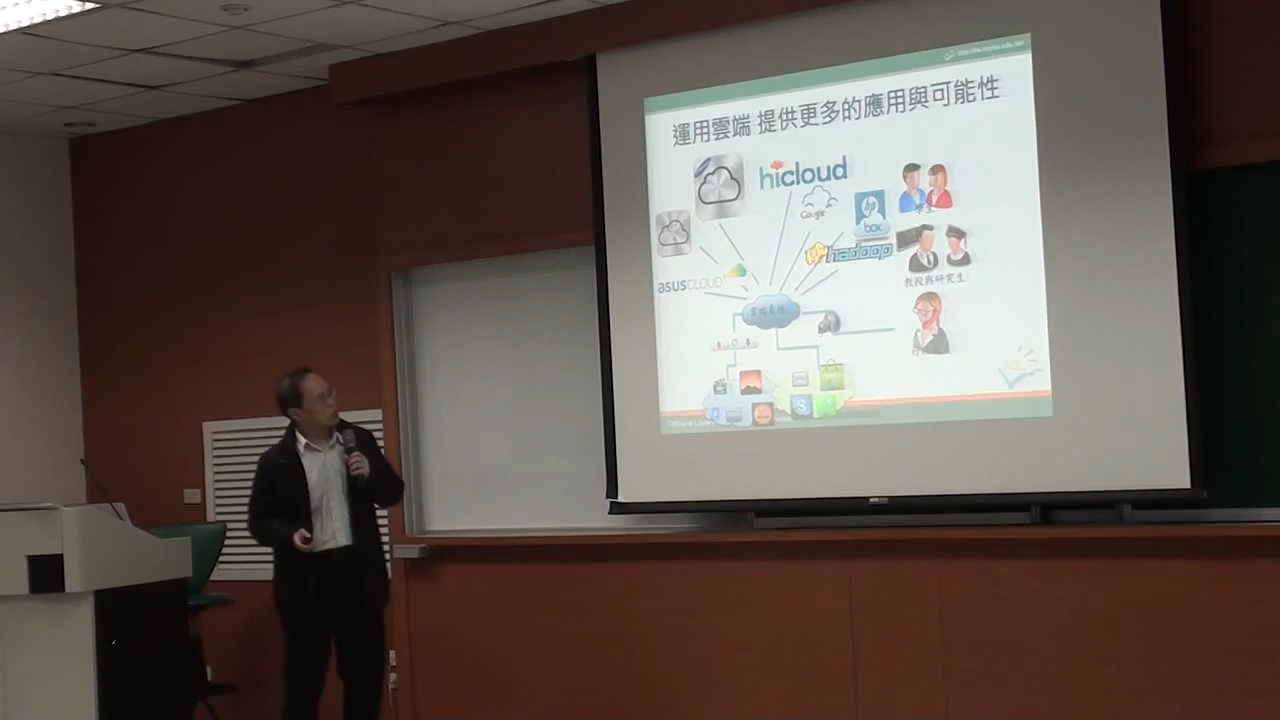 運用雲端 提供更多的應用與可能性
hicloud
Google
box
hadoop
學生
asusCLOUD
教授與研究生
雲端系統